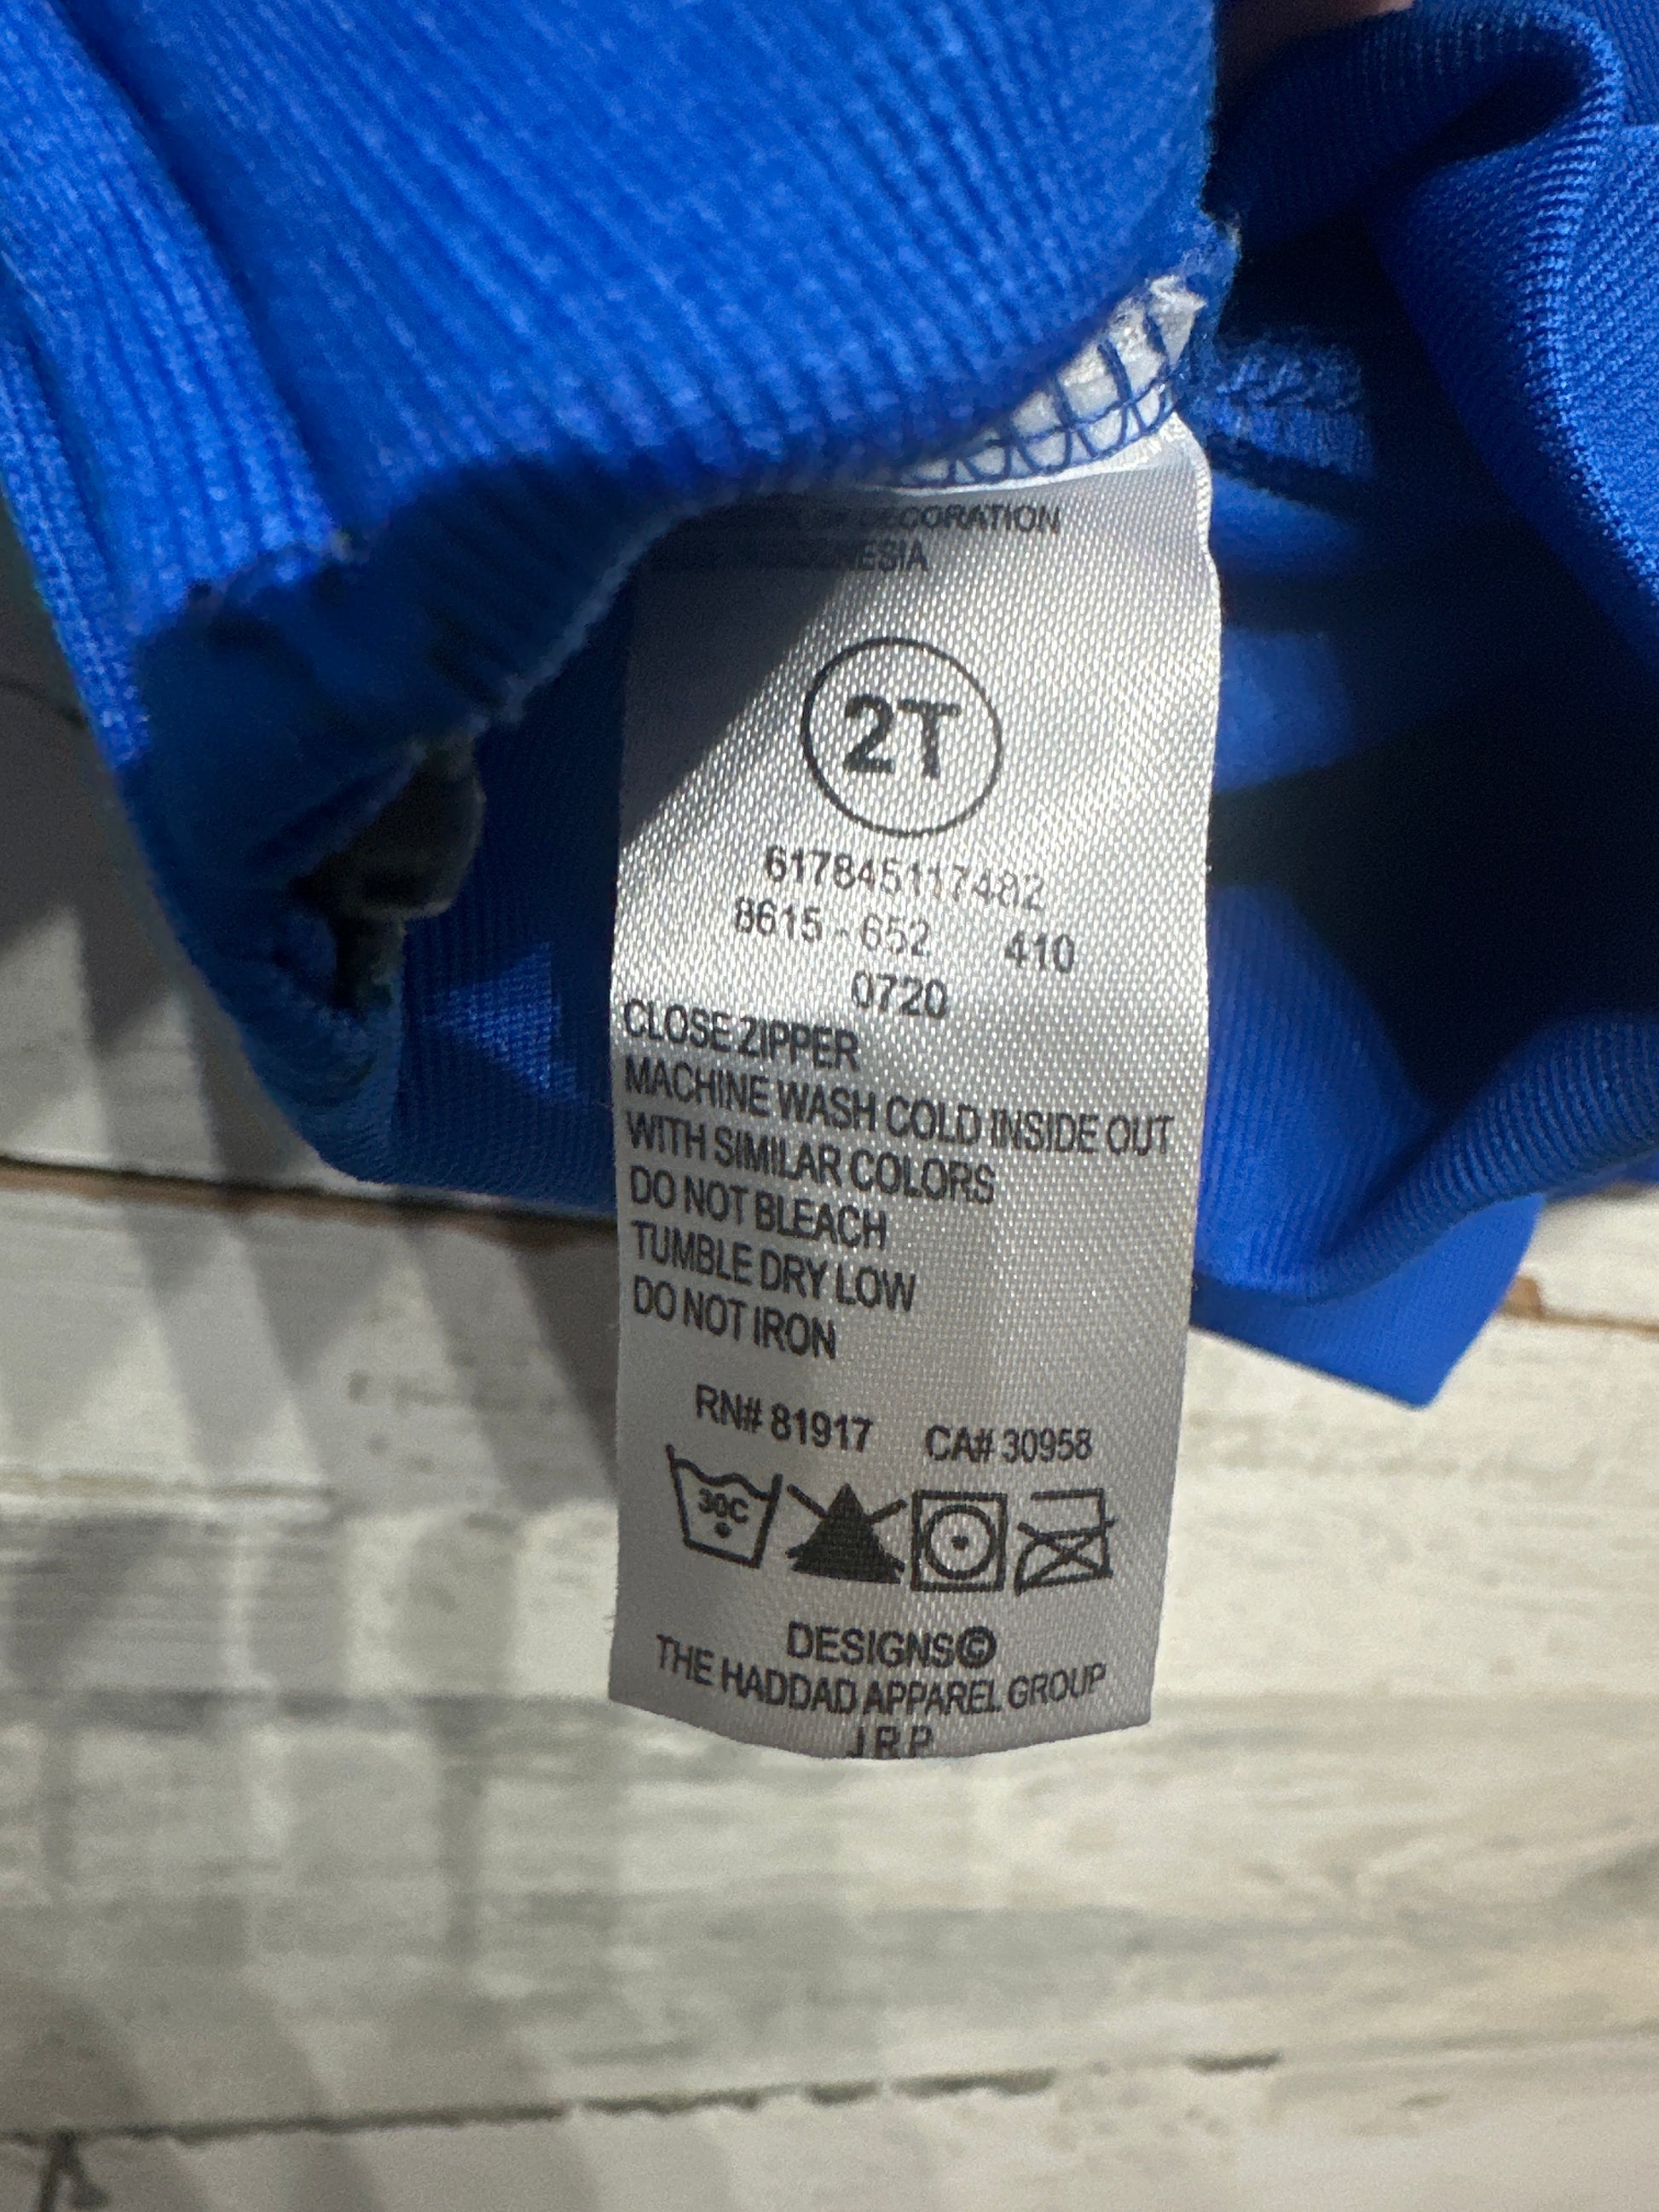 DECORATION
2T
617845117482
8615 - 652 410
0720
CLOSE ZIPPER
MACHINE WASH COLD INSIDE OUT
WITH SIMILAR COLORS
DO NOT BLEACH
TUMBLE DRY LOW
DO NOT IRON
RN# 81917 CA# 30958
30C
DESIGNS©
THE HADDAD APPAREL GROUP
J R P